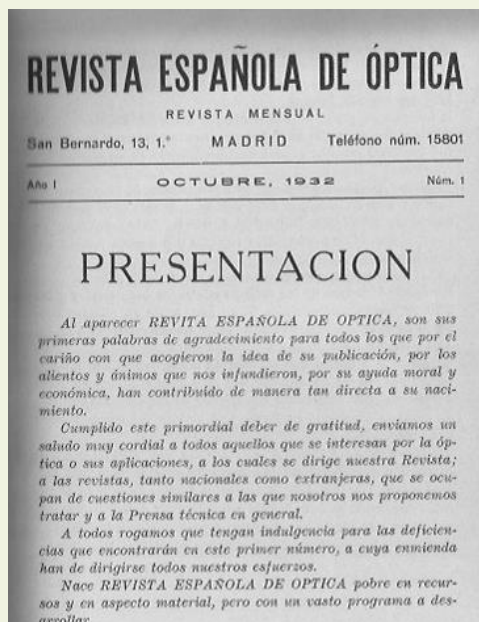 REVISTA ESPAÑOLA DE ÓPTICA
REVISTA MENSUAL
San Bernardo, 13, 1.° MADRID Teléfono núm. 15801
Año I OCTUBRE, 1932 Núm. 1
PRESENTACION
Al aparecer REVITA ESPAÑOLA DE OPTICA, son sus
primeras palabras de agradecimiento para todos los que por el
cariño con que acogieron la idea de su publicación, por los
alientos y ánimos que nos infundieron, por su ayuda moral y
económica, han contribuido de manera tan directa a su naci-
miento.
Cumplido este primordial deber de gratitud, enviamos un
saludo muy cordial a todos aquellos que se interesan por la óp-
tica o sus aplicaciones, a los cuales se dirige nuestra Revista;
a las revistas, tanto nacionales como extranjeras, que se ocu-
pan de cuestiones similares a las que nosotros nos proponemos
tratar y a la Prensa técnica en general.
A todos rogamos que tengan indulgencia para las deficien-
cias que encontrarán en este primer número, a cuya enmienda
han de dirigirse todos nuestros esfuerzos.
Nace REVISTA ESPAÑOLA DE OPTICA pobre en recur-
sos y en aspecto material, pero con un vasto programa a des-
arrollar